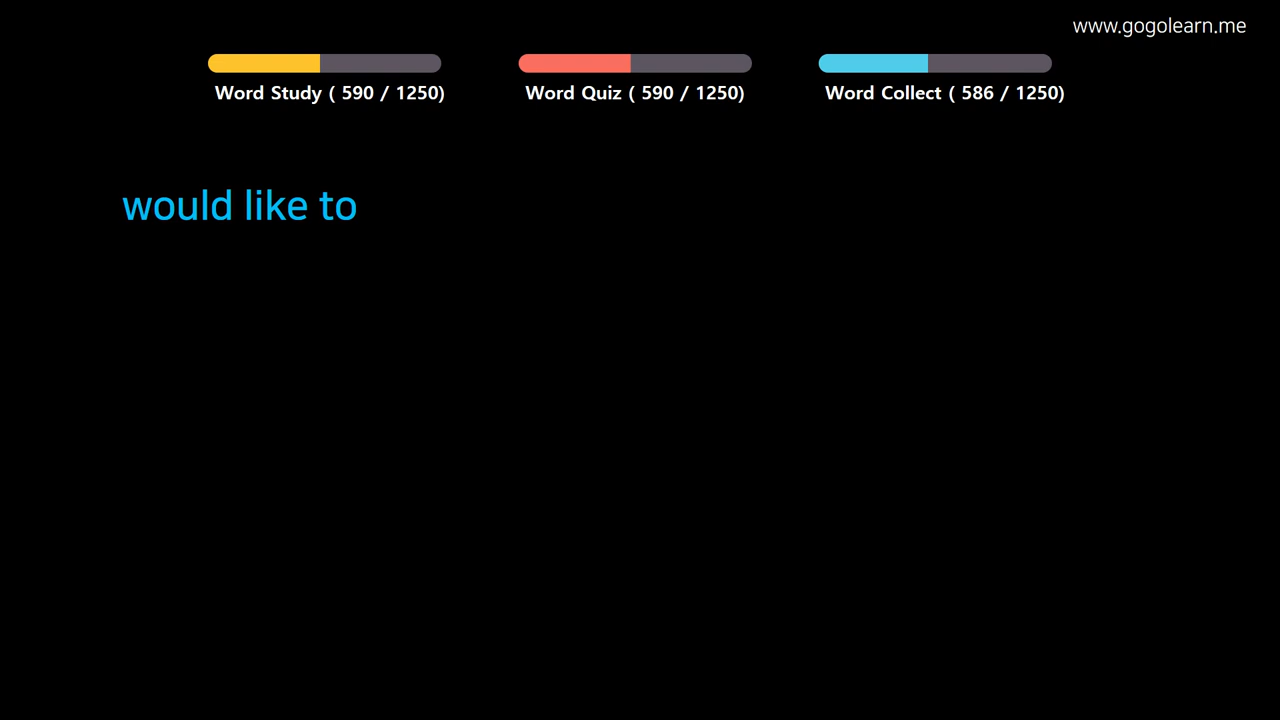 www.gogolearn.me
Word Study ( 590 / 1250)
Word Quiz ( 590 / 1250)
Word Collect ( 586 / 1250)
would like to